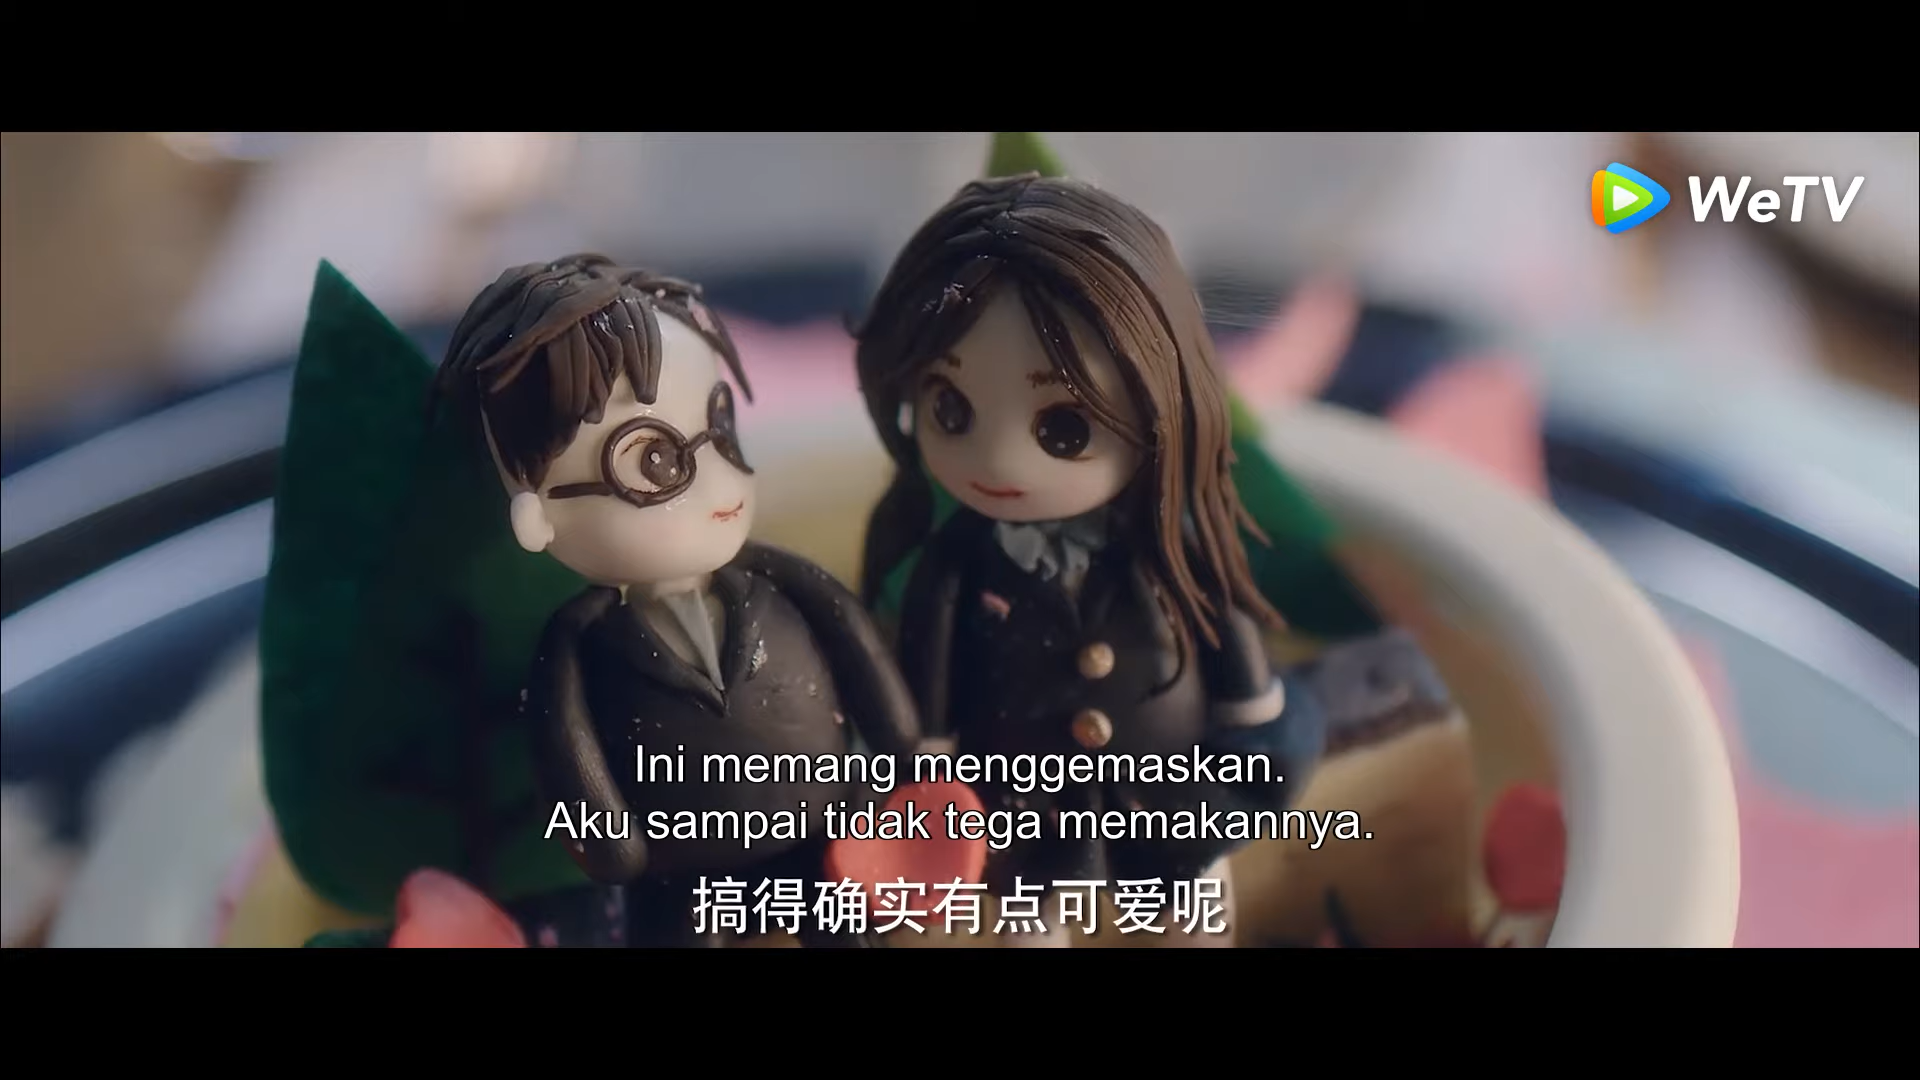 WeTV
Ini memang menggemaskan.
Aku sampai tidak tega memakannya.
搞得确实有点可爱呢